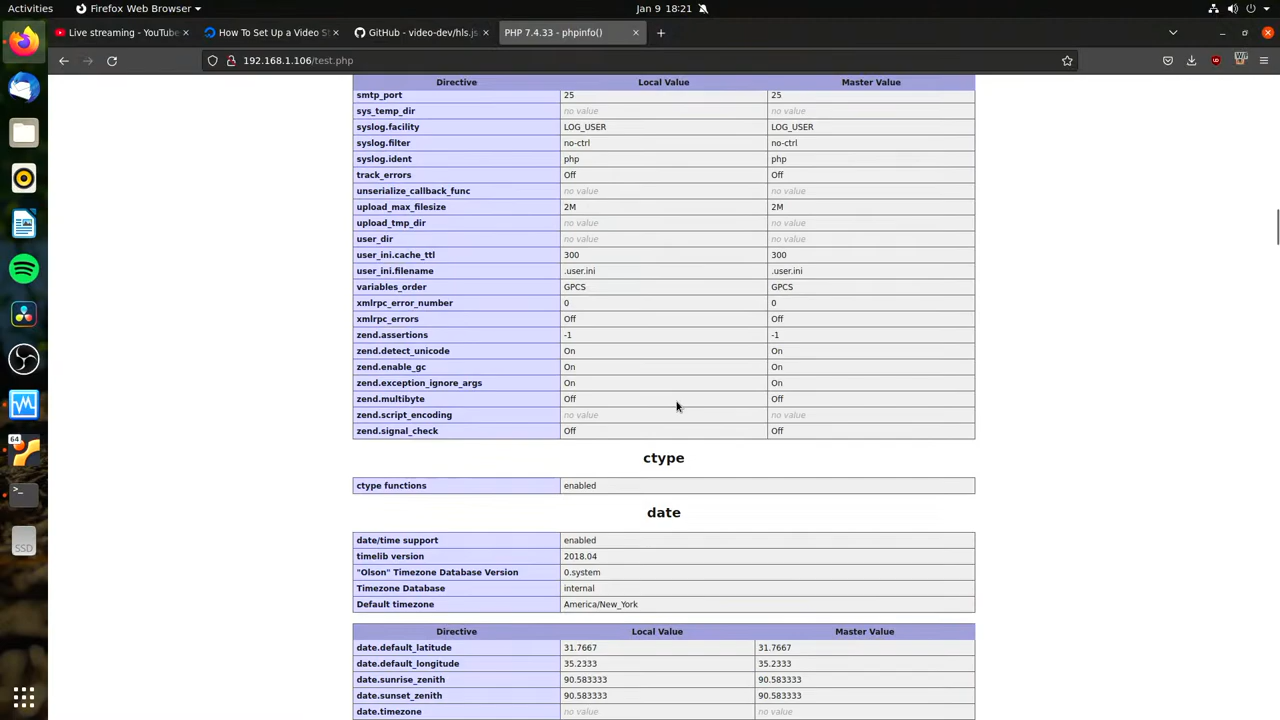 Activities
Firefox Web Browser
Jan 9 18:21
Live streaming - YouTube
How To Set Up a Video S
GitHub - video-dev/hls.js
PHP 7.4.33 - phpinfo()
192.168.1.106/test.php
Directive Local Value Master Value
smtp_port 25 25
sys_temp_dir no value no value
syslog.facility LOG_USER LOG_USER
syslog.filter no-ctrl no-ctrl
syslog.ident php php
track_errors Off Off
unserialize_callback_func no value no value
upload_max_filesize 2M 2M
upload_tmp_dir no value no value
user_dir no value no value
user_ini.cache_ttl 300 300
user_ini.filename .user.ini .user.ini
variables_order GPCS GPCS
xmlrpc_error_number 0 0
xmlrpc_errors Off Off
zend.assertions -1 -1
zend.detect_unicode On On
zend.enable_gc On On
zend.exception_ignore_args On On
zend.multibyte Off Off
zend.script_encoding no value no value
zend.signal_check Off Off
ctype
ctype functions enabled
date
date/time support enabled
timelib version 2018.04
"Olson" Timezone Database Version 0.system
Timezone Database internal
Default timezone America/New_York
Directive Local Value Master Value
date.default_latitude 31.7667 31.7667
date.default_longitude 35.2333 35.2333
date.sunrise_zenith 90.583333 90.583333
date.sunset_zenith 90.583333 90.583333
date.timezone no value no value
64
SSD